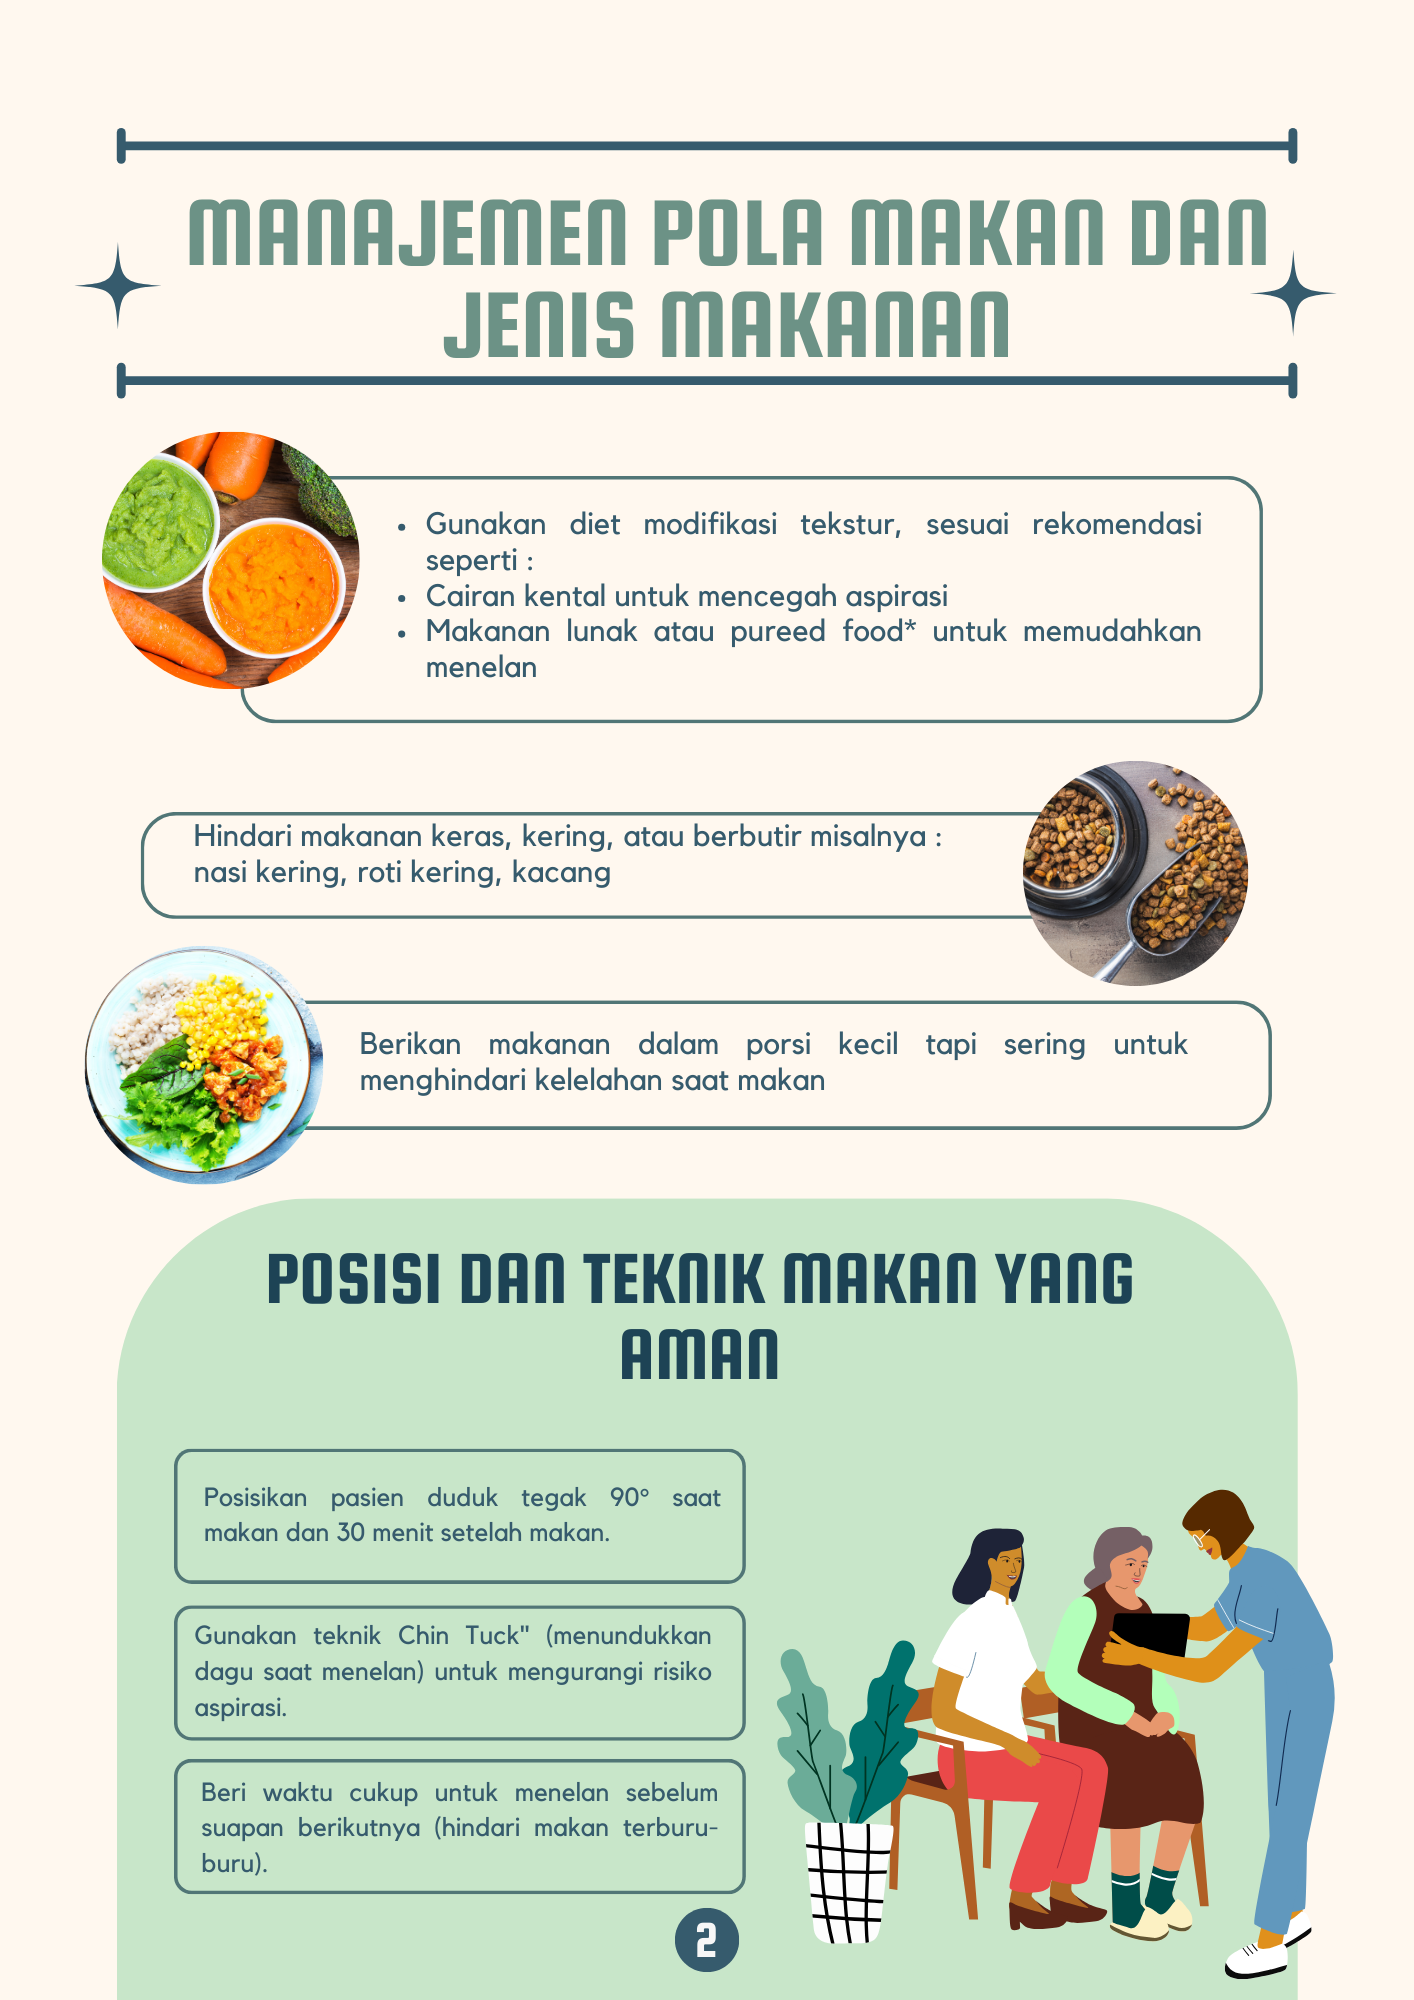 MANAJEMEN POLA MAKAN DAN
JENIS MAKANAN
• Gunakan diet modifikasi tekstur, sesuai rekomendasi
seperti :
• Cairan kental untuk mencegah aspirasi
• Makanan lunak atau pureed food* untuk memudahkan
menelan
Hindari makanan keras, kering, atau berbutir misalnya :
nasi kering, roti kering, kacang
Berikan makanan dalam porsi kecil tapi sering untuk
menghindari kelelahan saat makan
POSISI DAN TEKNIK MAKAN YANG
AMAN
Posisikan pasien duduk tegak 90° saat
makan dan 30 menit setelah makan.
Gunakan teknik Chin Tuck" (menundukkan
dagu saat menelan) untuk mengurangi risiko
aspirasi.
Beri waktu cukup untuk menelan sebelum
suapan berikutnya (hindari makan terburu-
buru).
2